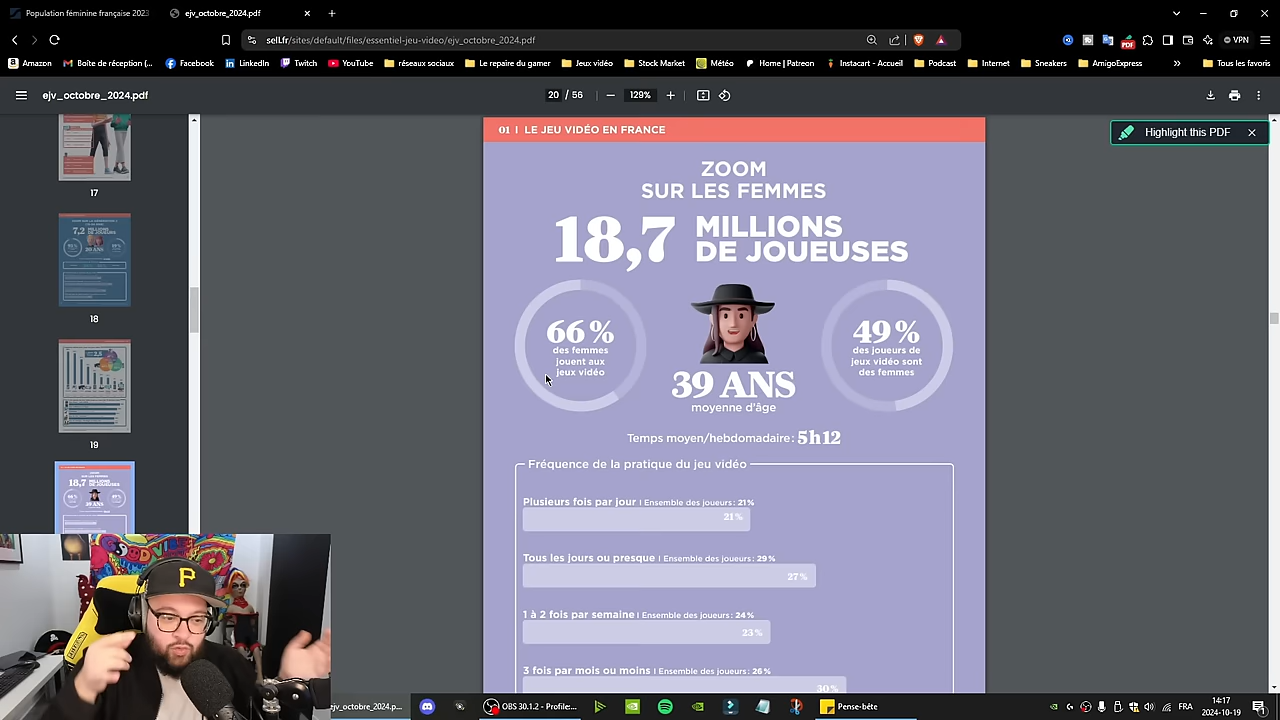 Population féminine française 2023
ejv_octobre_2024.pdf
sell.fr/sites/default/files/essentiel-jeu-video/ejv_octobre_2024.pdf
PDF
VPN
Amazon
Boîte de réception (...
Facebook
LinkedIn
Twitch
YouTube
réseaux sociaux
Le repaire du gamer
Jeux vidéo
Stock Market
Météo
Home | Patreon
Instacart - Accueil
Podcast
Internet
Sneakers
AmigoExpress
»
Tous les favoris
ejv_octobre_2024.pdf
20 / 56
129%
Highlight this PDF
17
18
19
01 | LE JEU VIDÉO EN FRANCE
ZOOM
SUR LES FEMMES
18,7 MILLIONS
DE JOUEUSES
66 %
des femmes
jouent aux
jeux vidéo
39 ANS
moyenne d'âge
49 %
des joueurs de
jeux vidéo sont
des femmes
Temps moyen/hebdomadaire : 5h12
Fréquence de la pratique du jeu vidéo
Plusieurs fois par jour | Ensemble des joueurs : 21 %
21 %
Tous les jours ou presque | Ensemble des joueurs : 29 %
27 %
1 à 2 fois par semaine | Ensemble des joueurs : 24 %
23 %
3 fois par mois ou moins | Ensemble des joueurs : 26 %
30 %
P
ejv_octobre_2024.p...
OBS 30.1.2 - Profile:...
Pense-bête
FRA
14:17
2024-10-19